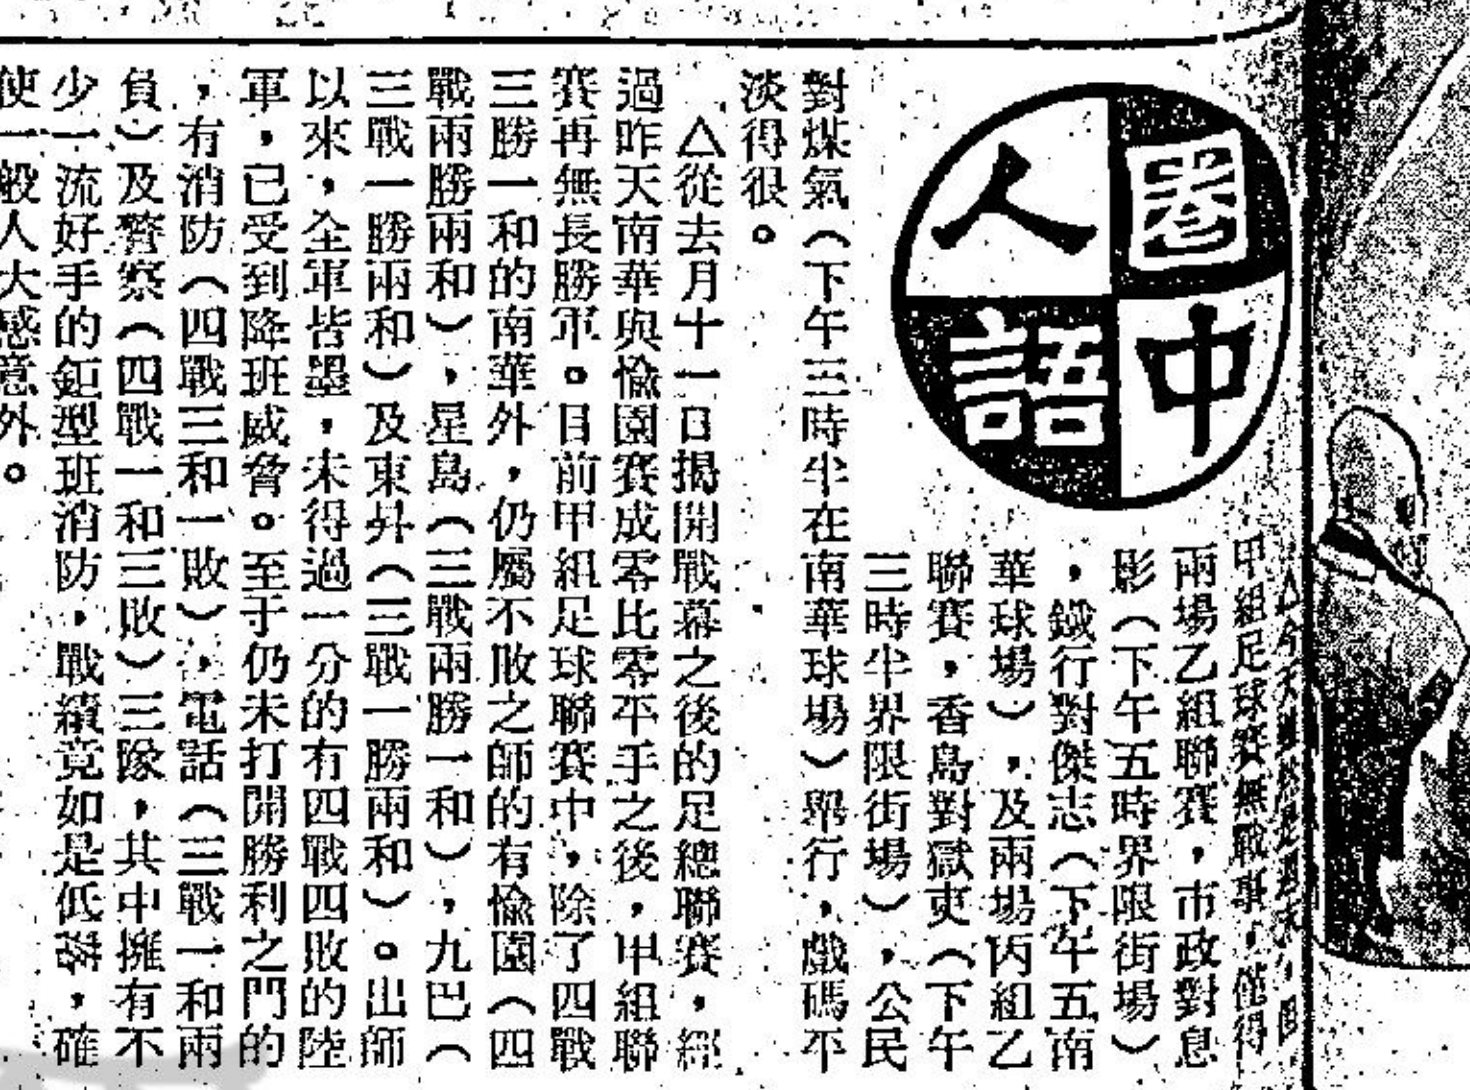 圈中人語
△今天
甲組足球賽無戰事，僅得
兩場乙組聯賽，市政對息
影（下午五時界限街場）
，鐵行對傑志（下午五南
華球場），及兩場丙組乙
聯賽，香島對獄吏（下午
三時半界限街場），公民
對煤氣（下午三時半在南華球場）舉行，戲碼平
淡得很。
△從去月十一日揭開戰幕之後的足總聯賽，經
過昨天南華與愉園賽成零比零平手之後，甲組聯
賽再無長勝軍。目前甲組足球聯賽中，除了四戰
三勝一和的南華外，仍屬不敗之師的有愉園（四
戰兩勝兩和），星島（三戰兩勝一和），九巴（
三戰一勝兩和）及東昇（三戰一勝兩和）。出師
以來，全軍皆墨，未得過一分的有四戰四敗的陸
軍，已受到降班威脅。至于仍未打開勝利之門的
，有消防（四戰三和一敗），電話（三戰一和兩
負）及警察（四戰一和三敗）三隊，其中擁有不
少一流好手的鉅型班消防，戰績竟如是低，確
使一般人大感意外。